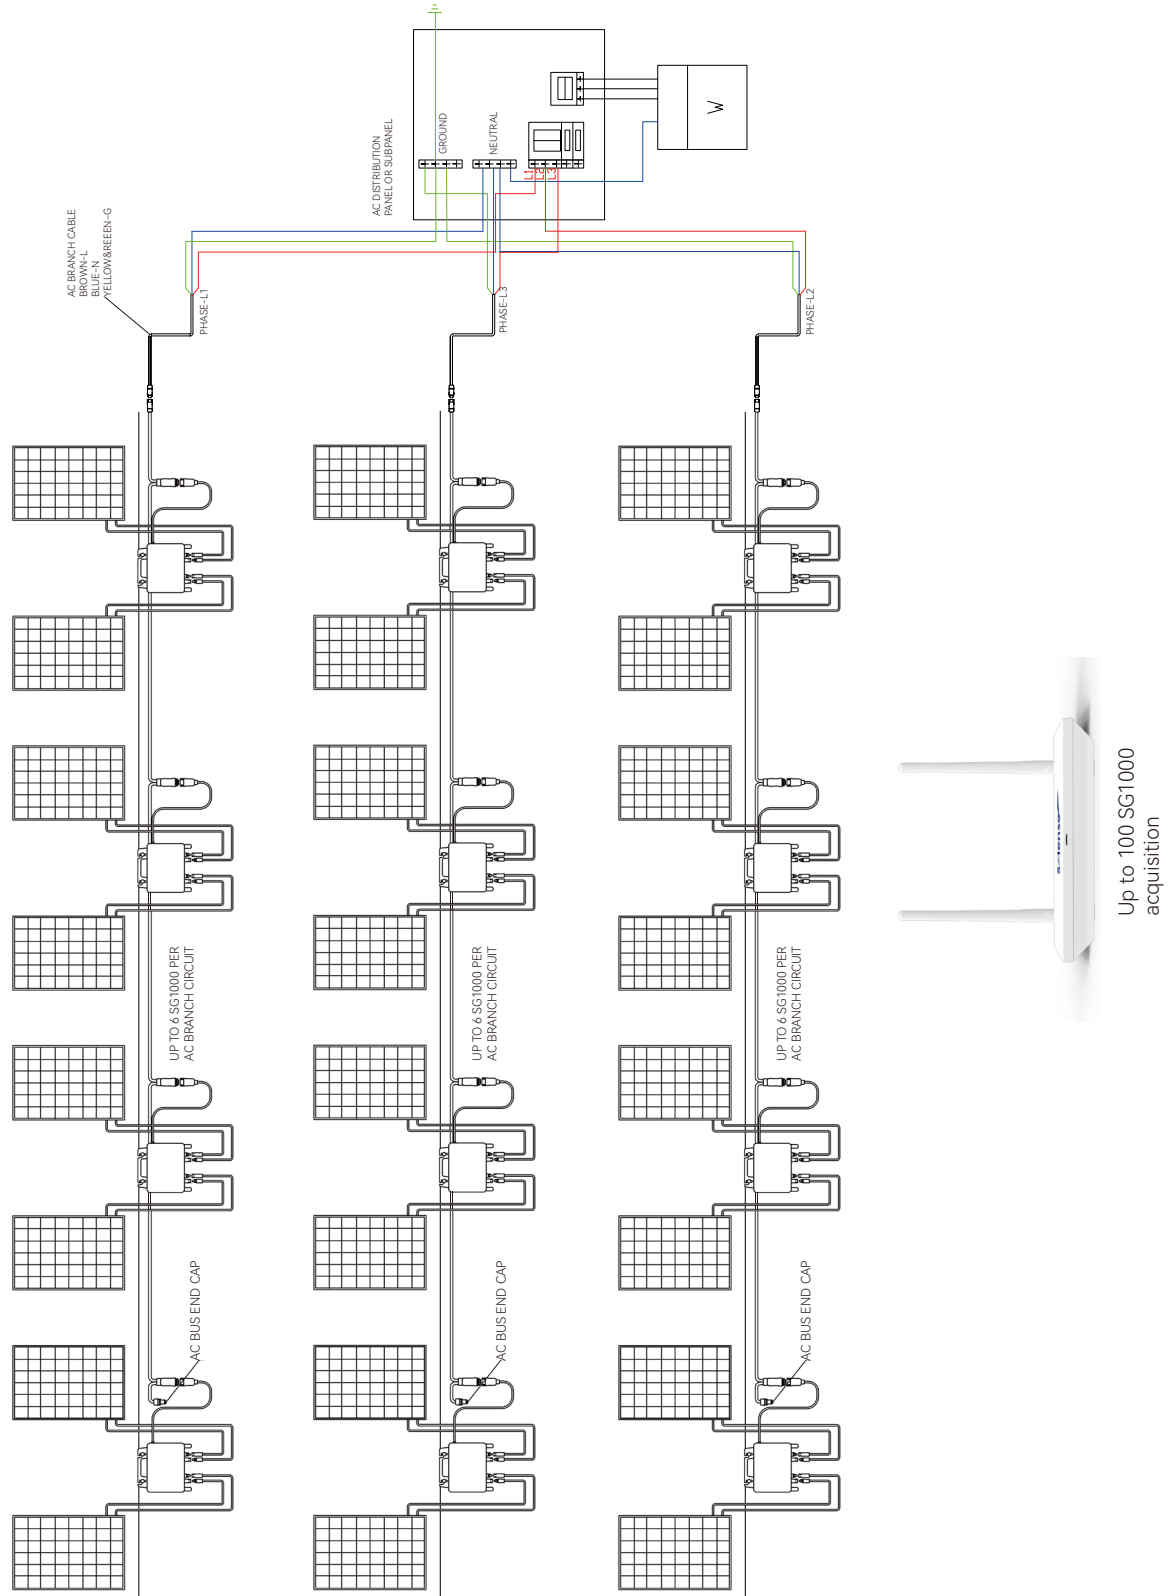 AC BRANCH CABLE
BROWN-L
BLUE-N
YELLOW&REEEN-G
AC DISTRIBUTION
PANEL OR SUBPANEL
GROUND
NEUTRAL
L1
L2
L3
W
PHASE-L1
PHASE-L3
PHASE-L2
UP TO 6 SG1000 PER
AC BRANCH CIRCUIT
UP TO 6 SG1000 PER
AC BRANCH CIRCUIT
UP TO 6 SG1000 PER
AC BRANCH CIRCUIT
AC BUS END CAP
AC BUS END CAP
AC BUS END CAP
Up to 100 SG1000
acquisition